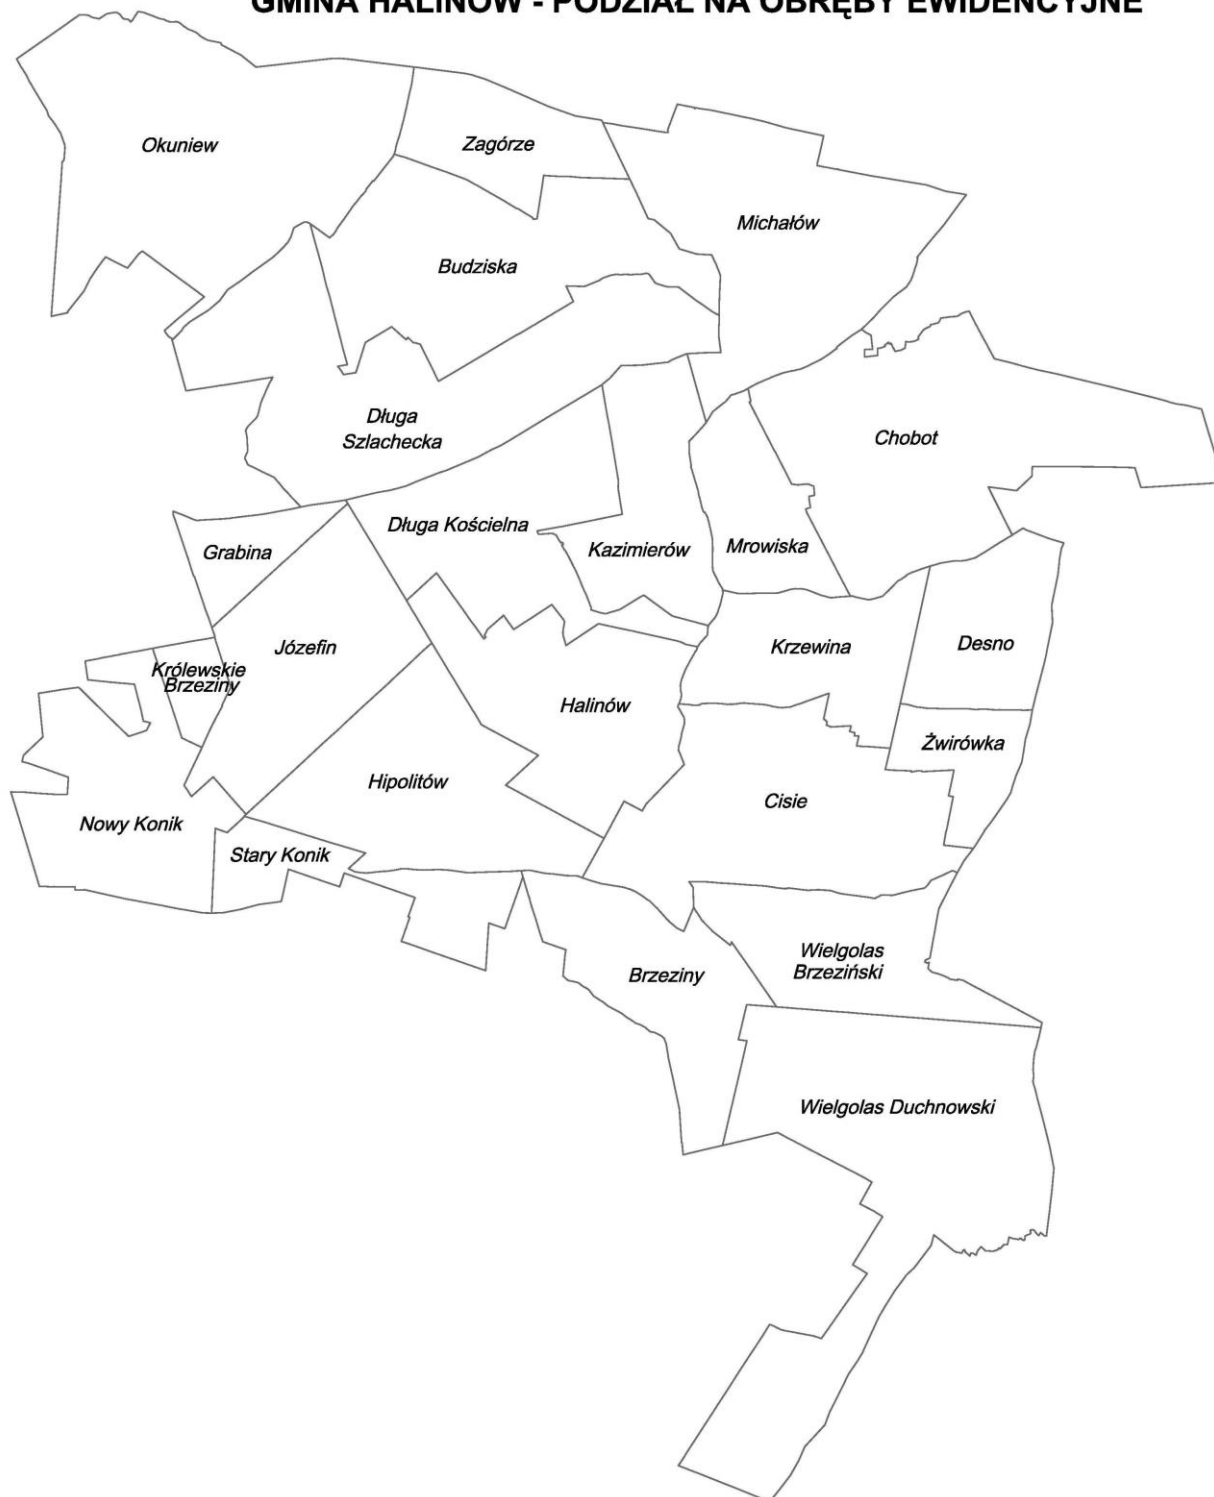 GMINA HALINÓW - PODZIAŁ NA OBRĘBY EWIDENCYJNE
Okuniew
Zagórze
Michałów
Budziska
Długa
Szlachecka
Chobot
Długa Kościelna
Kazimierów
Mrowiska
Grabina
Józefin
Krzewina
Desno
Królewskie
Brzeziny
Halinów
Żwirówka
Hipolitów
Cisie
Nowy Konik
Stary Konik
Wielgolas
Brzeziński
Brzeziny
Wielgolas Duchnowski